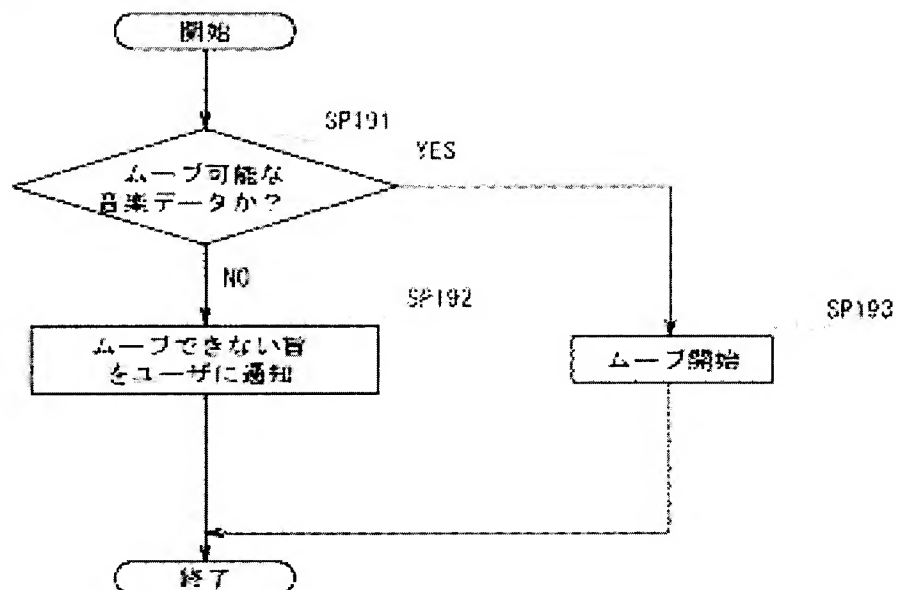 開始
SP191
YES
ムーブ可能な
音楽データか？
NO
SP192
SP193
ムーブできない旨
をユーザに通知
ムーブ開始
終了